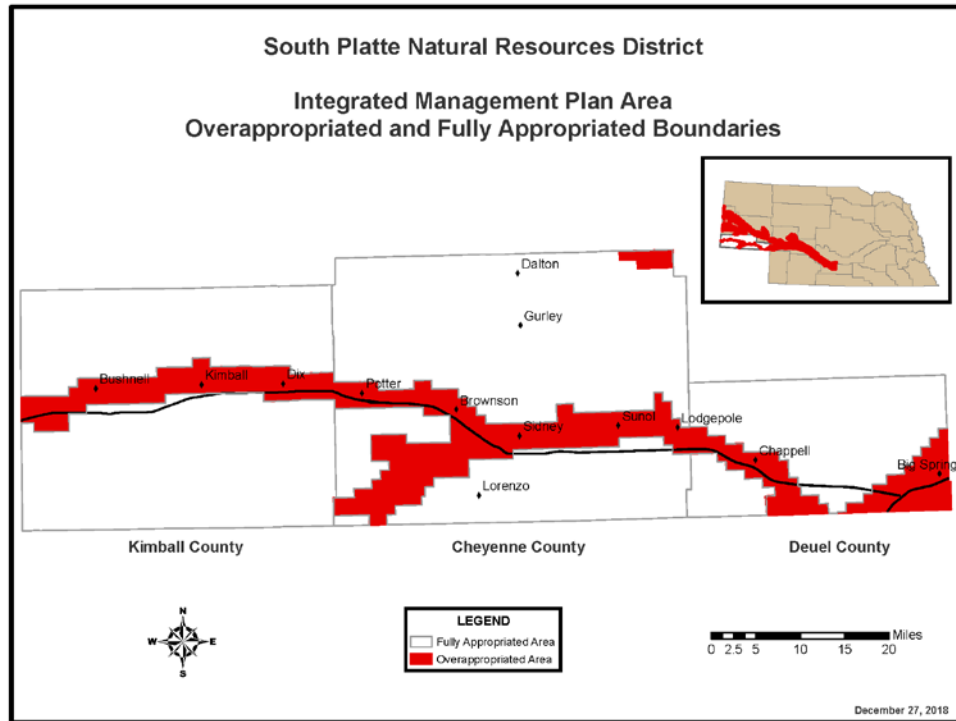 South Platte Natural Resources District
Integrated Management Plan Area
Overappropriated and Fully Appropriated Boundaries
Dalton
Gurley
Bushnell
Kimball
Dix
Potter
Brownson
Sidney
Sunol
Lodgepole
Chappell
Big Spring
Lorenzo
Kimball County
Cheyenne County
Deuel County
N
W E
S
LEGEND
Fully Appropriated Area
Overappropriated Area
Miles
0 2.5 5 10 15 20
December 27, 2018